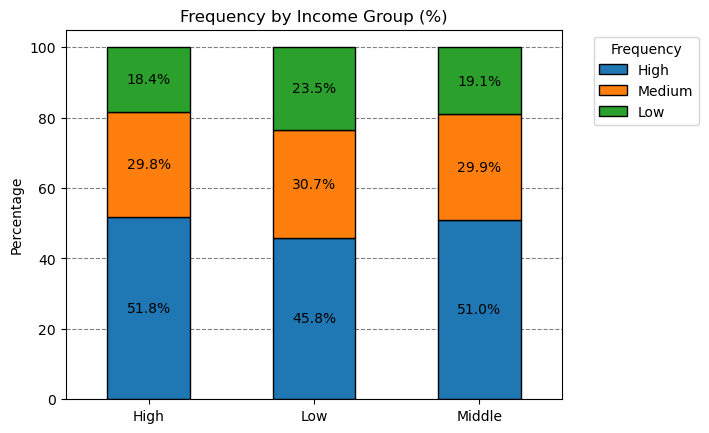 Frequency by Income Group (%)
Frequency
High
Medium
Low
Percentage
100
80
60
40
20
0
18.4%
23.5%
19.1%
29.8%
30.7%
29.9%
51.8%
45.8%
51.0%
High
Low
Middle